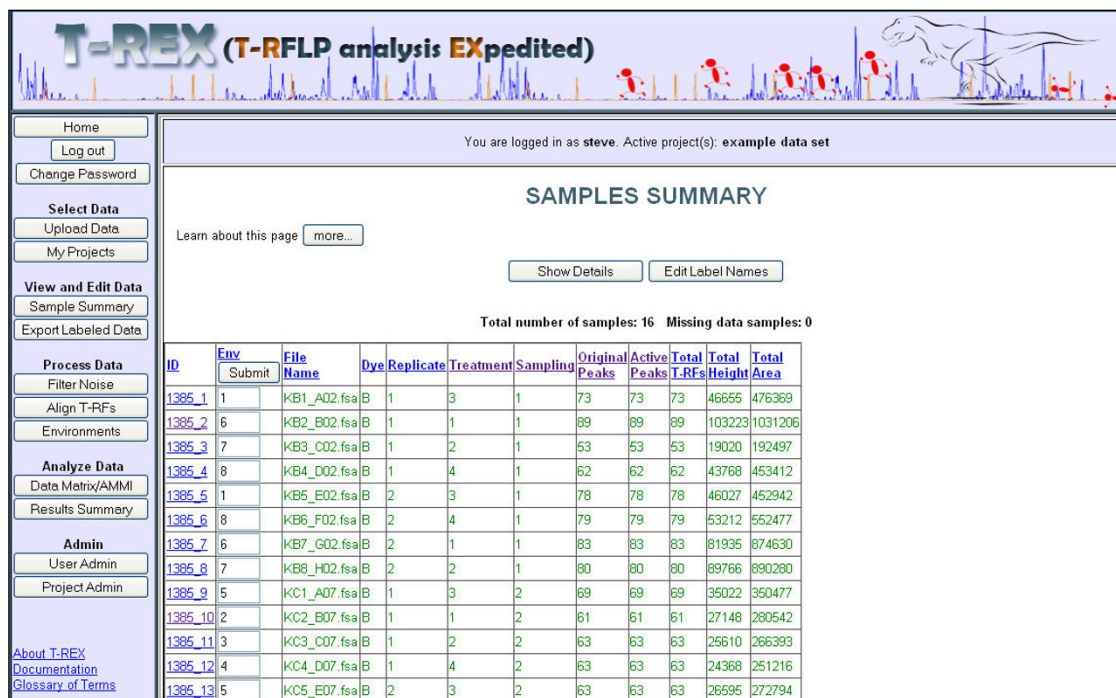 T-REX (T-RFLP analysis EXpedited)
Home
Log out
Change Password
Select Data
Upload Data
My Projects
View and Edit Data
Sample Summary
Export Labeled Data
Process Data
Filter Noise
Align T-RFs
Environments
Analyze Data
Data Matrix/AMMI
Results Summary
Admin
User Admin
Project Admin
About T-REX
Documentation
Glossary of Terms
You are logged in as steve. Active project(s): example data set
SAMPLES SUMMARY
Learn about this page more...
Show Details Edit Label Names
Total number of samples: 16 Missing data samples: 0
ID Env Submit File Name Dye Replicate Treatment Sampling Original Peaks Active Peaks Total T-RFs Total Height Total Area
1385_1 1 KB1_A02.fsa B 1 3 1 73 73 73 46655 476369
1385_2 6 KB2_B02.fsa B 1 1 1 89 89 89 103223 1031206
1385_3 7 KB3_C02.fsa B 1 2 1 53 53 53 19020 192497
1385_4 8 KB4_D02.fsa B 1 4 1 62 62 62 43768 453412
1385_5 1 KB5_E02.fsa B 2 3 1 78 78 78 46027 452942
1385_6 8 KB6_F02.fsa B 2 4 1 79 79 79 53212 552477
1385_7 6 KB7_G02.fsa B 2 1 1 83 83 83 81935 874630
1385_8 7 KB8_H02.fsa B 2 2 1 80 80 80 89766 890280
1385_9 5 KC1_A07.fsa B 1 3 2 69 69 69 35022 350477
1385_10 2 KC2_B07.fsa B 1 1 2 61 61 61 27148 280542
1385_11 3 KC3_C07.fsa B 1 2 2 63 63 63 25610 266393
1385_12 4 KC4_D07.fsa B 1 4 2 63 63 63 24368 251216
1385_13 5 KC5_E07.fsa B 2 3 2 63 63 63 26595 272794